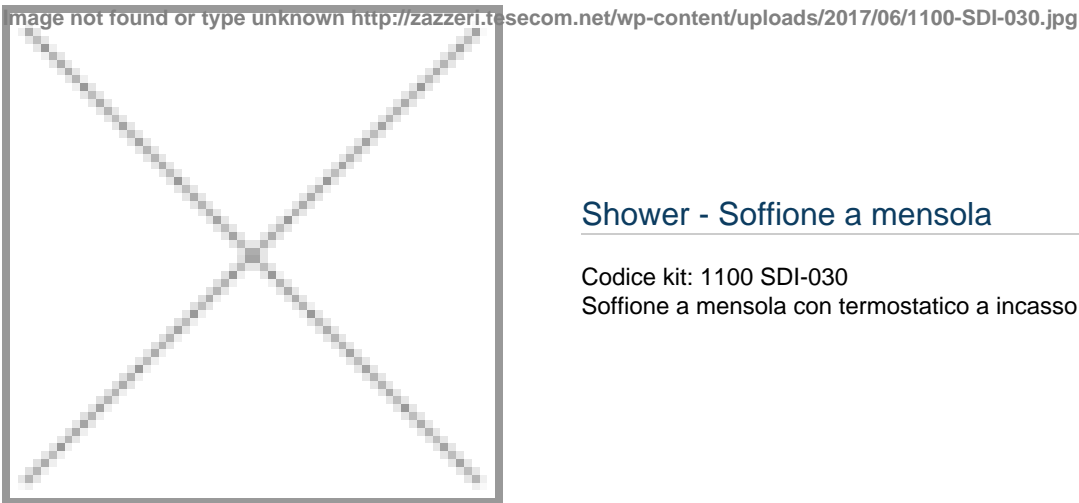 Image not found or type unknown http://zazzeri.tesecom.net/wp-content/uploads/2017/06/1100-SDI-030.jpg
Shower - Soffione a mensola
Codice kit: 1100 SDI-030
Soffione a mensola con termostatico a incasso